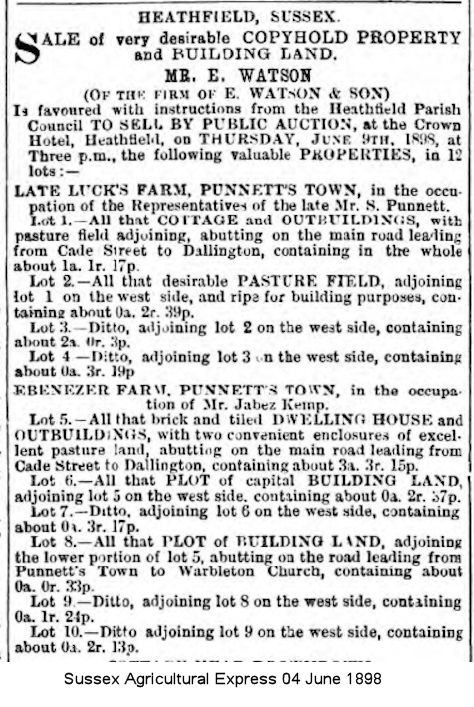 HEATHFIELD, SUSSEX.
SALE of very desirable COPYHOLD PROPERTY
and BUILDING LAND.
MR. E. WATSON
(OF THE FIRM OF E. WATSON & SON)
Is favoured with instructions from the Heathfield Parish
Council TO SELL BY PUBLIC AUCTION, at the Crown
Hotel, Heathfield, on THURSDAY, JUNE 9TH, 1898, at
Three p.m., the following valuable PROPERTIES, in 12
lots:—
LATE LUCK'S FARM, PUNNETT'S TOWN, in the occu-
pation of the Representatives of the late Mr. S. Punnett.
Lot 1.—All that COTTAGE and OUTBUILDINGS, with
pasture field adjoining, abutting on the main road leading
from Cade Street to Dallington, containing in the whole
about 1a. 1r. 17p.
Lot 2.—All that desirable PASTURE FIELD, adjoining
lot 1 on the west side, and ripe for building purposes, con-
taining about 0a. 2r. 39p.
Lot 3.—Ditto, adjoining lot 2 on the west side, containing
about 2a. 0r. 3p.
Lot 4—Ditto, adjoining lot 3 on the west side, containing
about 0a. 3r. 19p
EBENEZER FARM, PUNNETT'S TOWN, in the occupa-
tion of Mr. Jabez Kemp.
Lot 5.—All that brick and tiled DWELLING HOUSE and
OUTBUILDINGS, with two convenient enclosures of excel-
lent pasture land, abutting on the main road leading from
Cade Street to Dallington, containing about 3a. 3r. 15p.
Lot 6.—All that PLOT of capital BUILDING LAND,
adjoining lot 5 on the west side. containing about 0a. 2r. 37p.
Lot 7.—Ditto, adjoining lot 6 on the west side, containing
about 0a. 3r. 17p.
Lot 8.—All that PLOT of BUILDING LAND, adjoining
the lower portion of lot 5, abutting on the road leading from
Punnett's Town to Warbleton Church, containing about
0a. 0r. 33p.
Lot 9.—Ditto, adjoining lot 8 on the west side, containing
0a. 1r. 24p.
Lot 10.—Ditto adjoining lot 9 on the west side, containing
about 0a. 2r. 13p.
Sussex Agricultural Express 04 June 1898